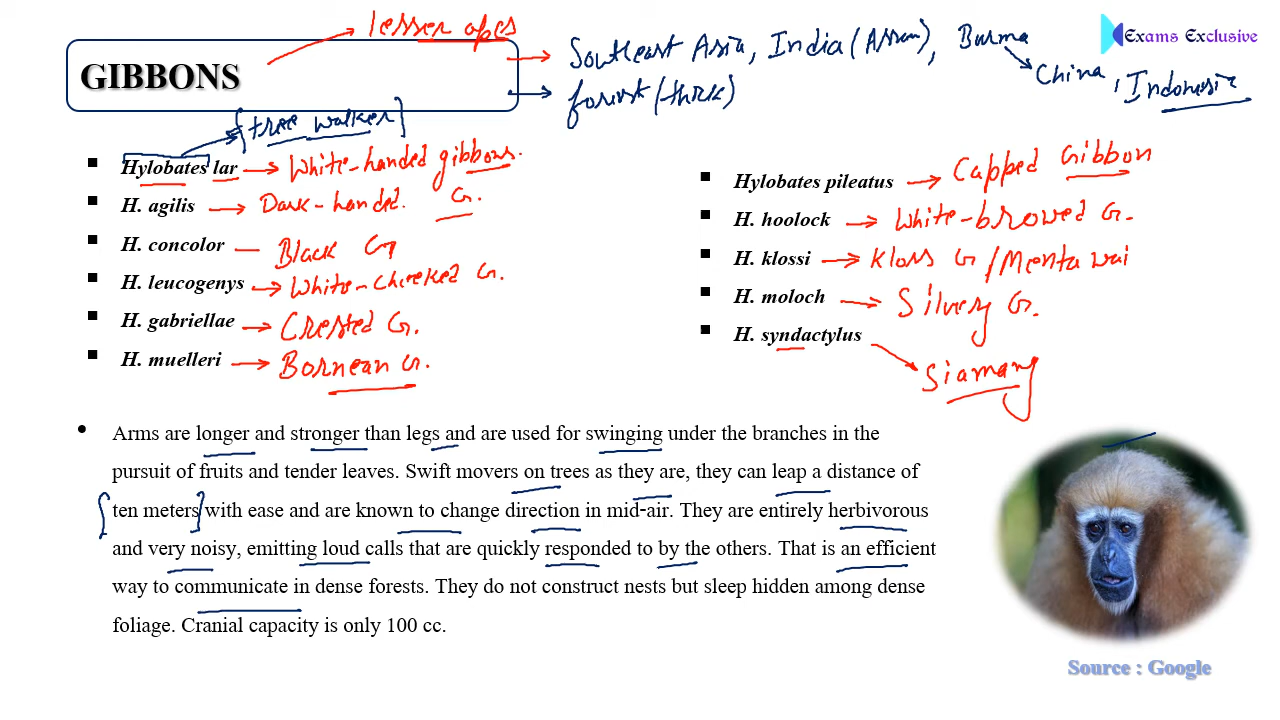 lesser apes
Exams Exclusive
GIBBONS
Southeast Asia, India (Assam), Burma
China, Indonesia
forest (thick)
[tree walker]
Hylobates lar → White-handed gibbons.
H. agilis → Dark-handed. G.
H. concolor — Black G
H. leucogenys → White-cheeked G.
H. gabriellae → Crested G.
H. muelleri → Bornean G.
Hylobates pileatus → Capped Gibbon
H. hoolock → White-browed G.
H. klossi → Kloss G / Mentawai
H. moloch → Silvery G.
H. syndactylus
Siamang
Arms are longer and stronger than legs and are used for swinging under the branches in the
pursuit of fruits and tender leaves. Swift movers on trees as they are, they can leap a distance of
ten meters with ease and are known to change direction in mid-air. They are entirely herbivorous
and very noisy, emitting loud calls that are quickly responded to by the others. That is an efficient
way to communicate in dense forests. They do not construct nests but sleep hidden among dense
foliage. Cranial capacity is only 100 cc.
Source : Google